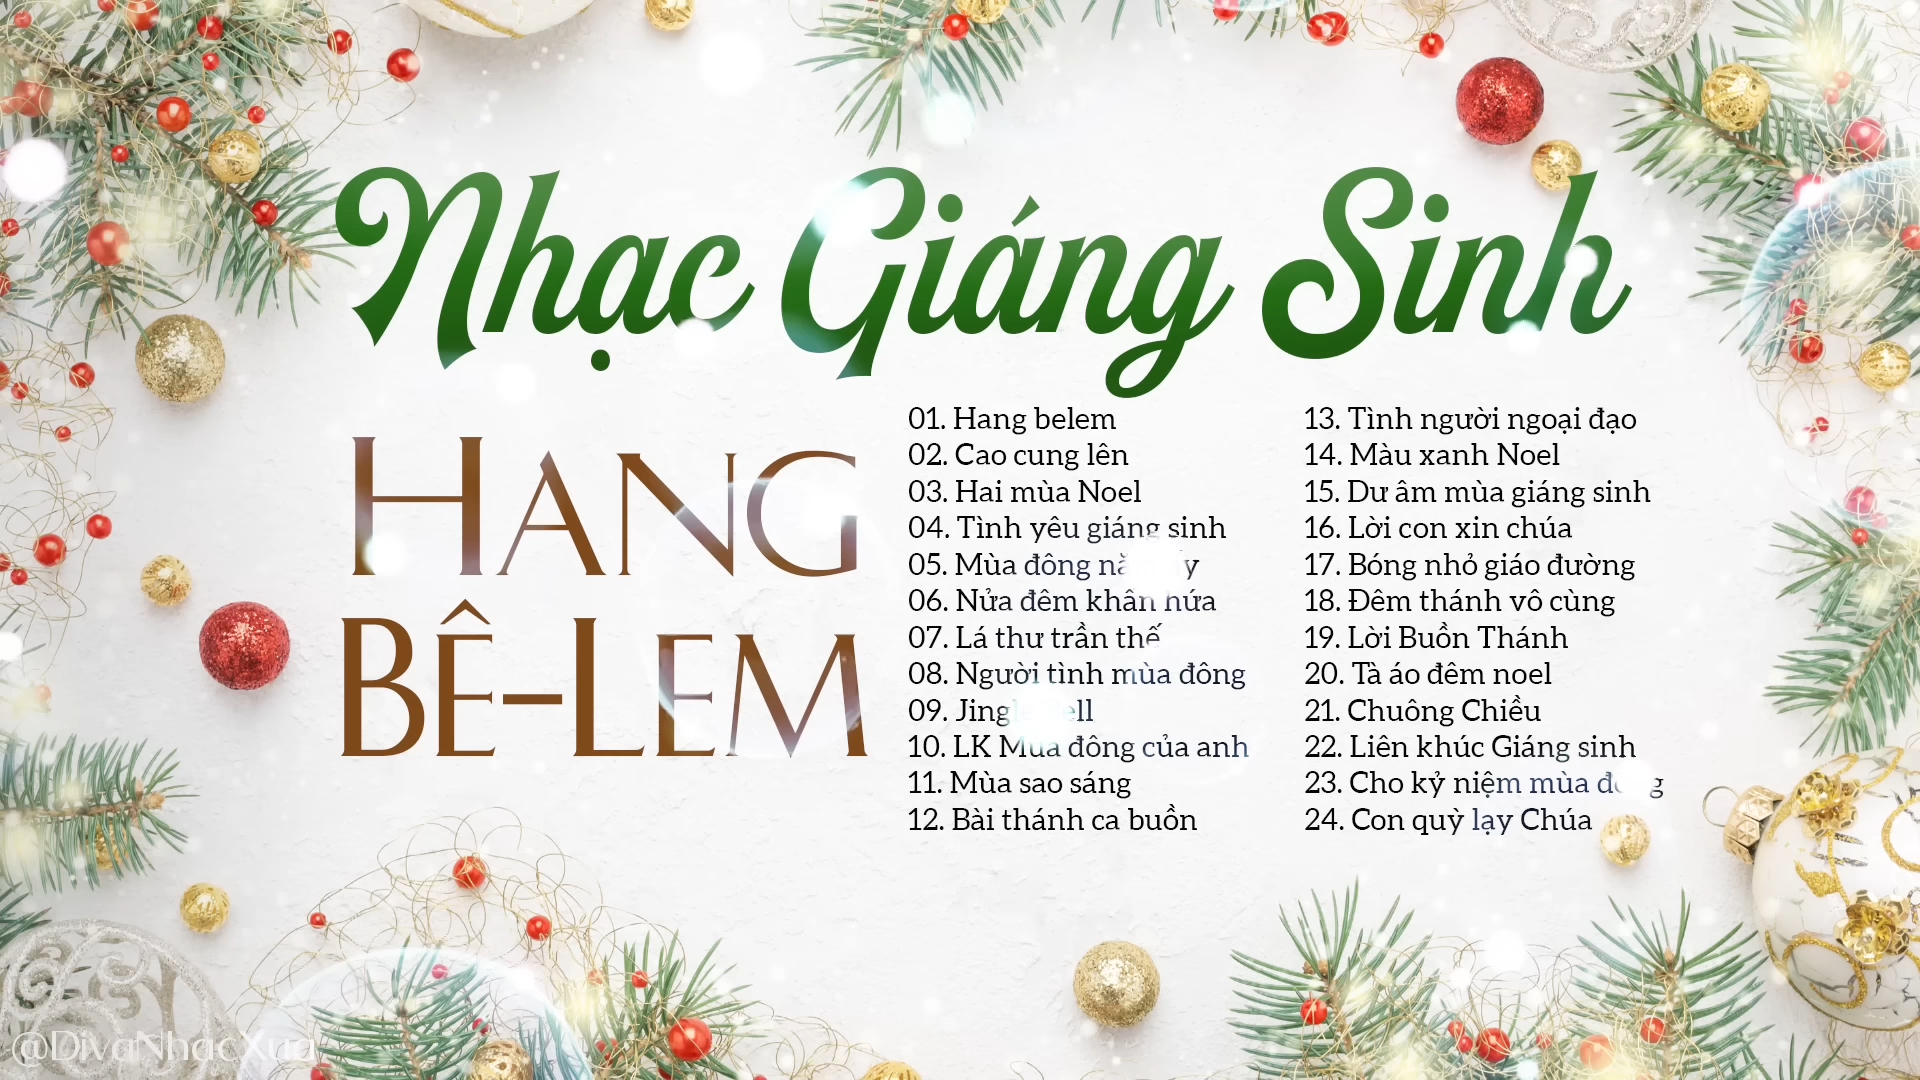 Nhạc Giáng Sinh
HANG
BÊ-LEM
01. Hang belem
02. Cao cung lên
03. Hai mùa Noel
04. Tình yêu giáng sinh
05. Mùa đông
06. Nửa đêm khấn hứa
07. Lá thư trần thế
08. Người tình mùa đông
09.
10. LK Mùa đông của anh
11. Mùa sao sáng
12. Bài thánh ca buồn
13. Tình người ngoại đạo
14. Màu xanh Noel
15. Dư âm mùa giáng sinh
16. Lời con xin chúa
17. Bóng nhỏ giáo đường
18. Đêm thánh vô cùng
19. Lời Buồn Thánh
20. Tà áo đêm noel
21. Chuông Chiều
22. Liên khúc Giáng sinh
23. Cho kỷ niệm mùa
24. Con quỳ lạy Chúa
@DivaNhacXua